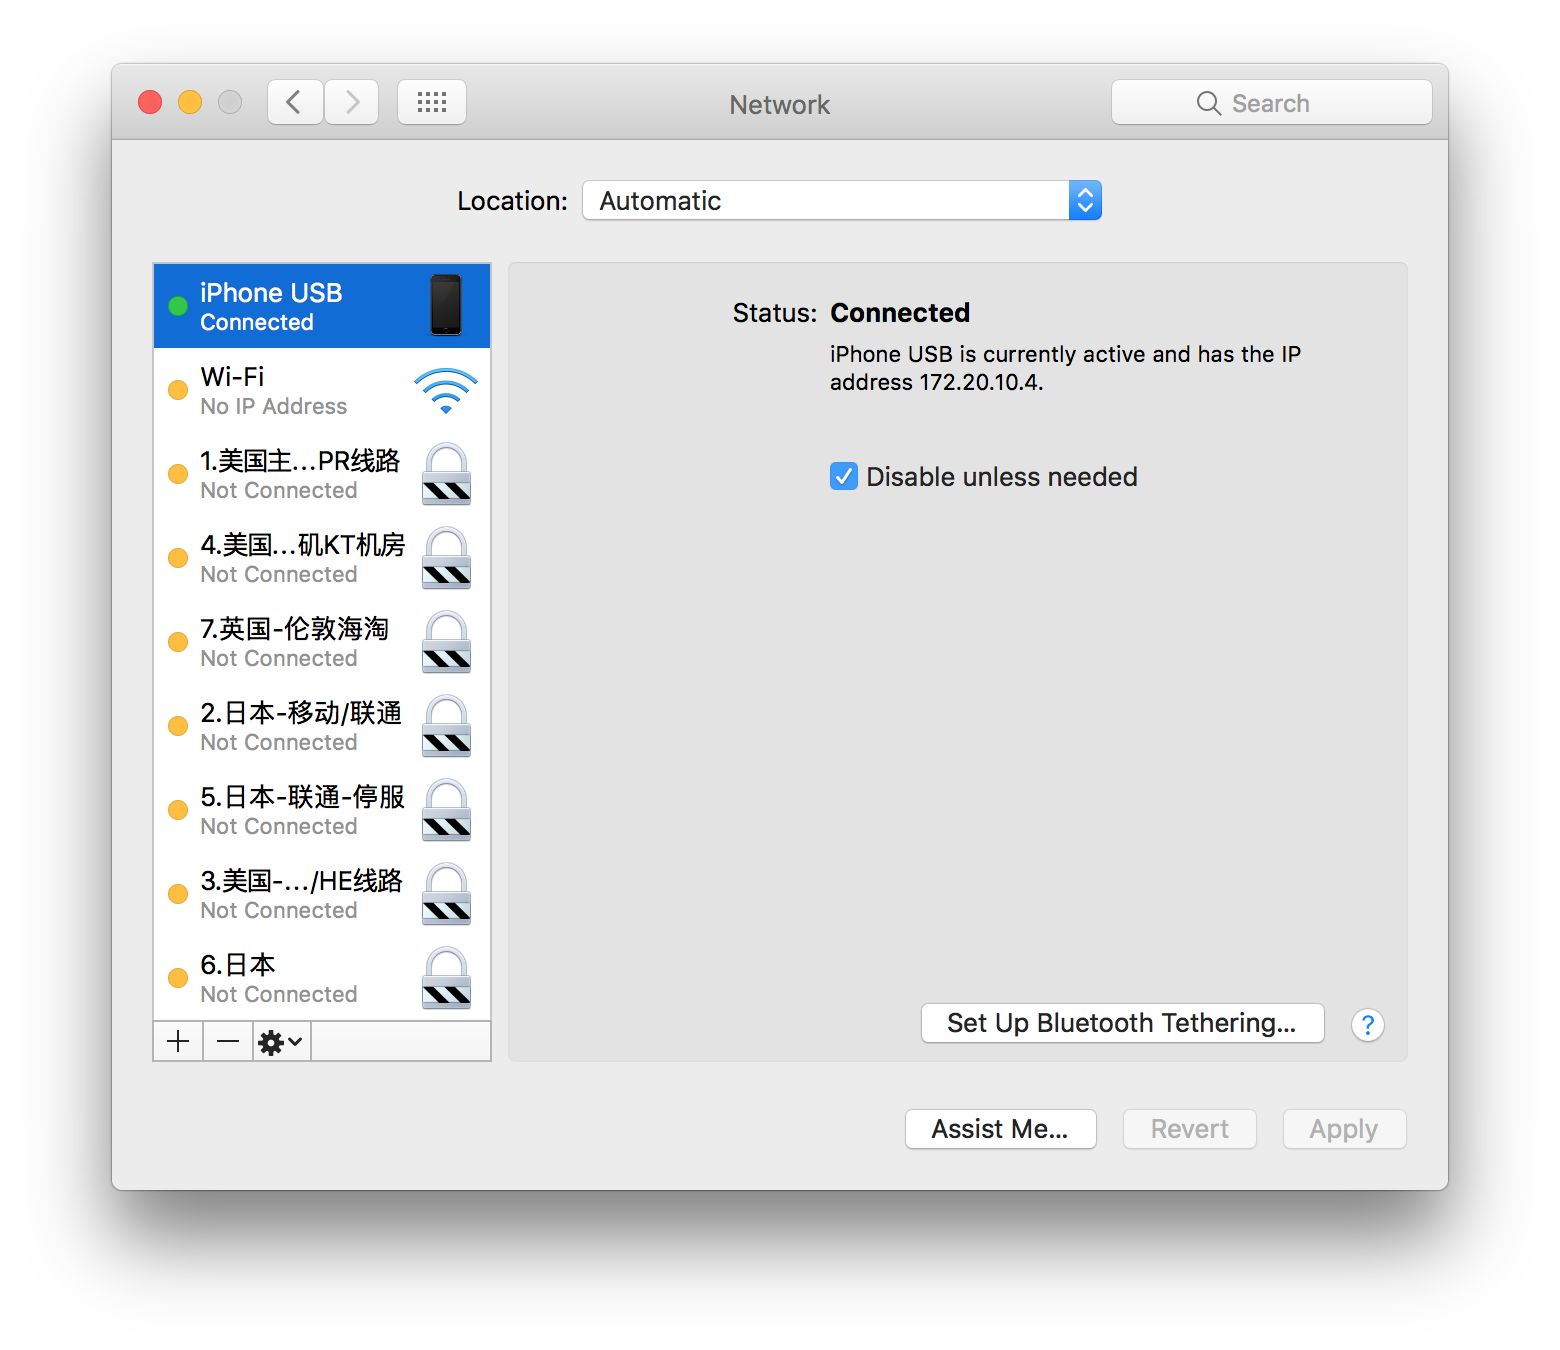 Network
Search
Location: Automatic
iPhone USB
Connected
Wi-Fi
No IP Address
1.美国主...PR线路
Not Connected
4.美国...矶KT机房
Not Connected
7.英国-伦敦海淘
Not Connected
2.日本-移动/联通
Not Connected
5.日本-联通-停服
Not Connected
3.美国-.../HE线路
Not Connected
6.日本
Not Connected
Status: Connected
iPhone USB is currently active and has the IP
address 172.20.10.4.
Disable unless needed
Set Up Bluetooth Tethering...
?
Assist Me...
Revert
Apply